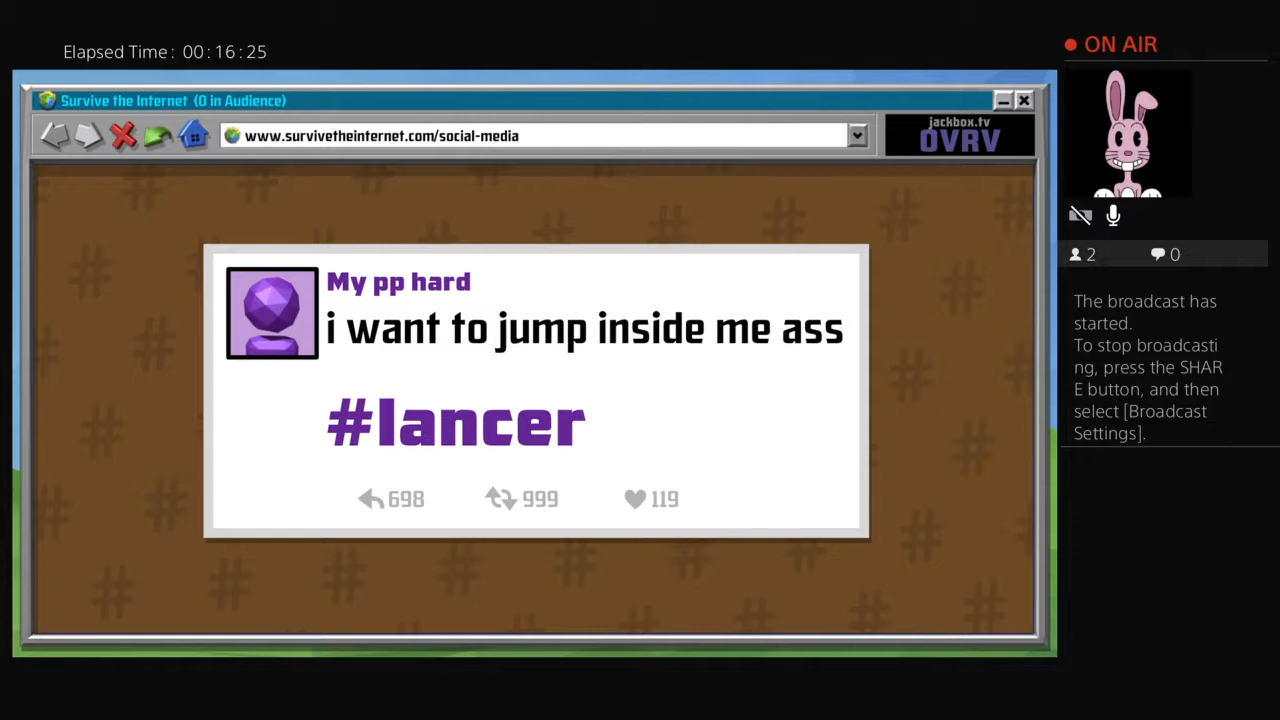 Elapsed Time: 00:16:25
ON AIR
Survive the Internet (0 in Audience)
www.survivetheinternet.com/social-media
jackbox.tv
OVRV
My pp hard
i want to jump inside me ass
#lancer
698 999 119
2 0
The broadcast has
started.
To stop broadcasti
ng, press the SHAR
E button, and then
select [Broadcast
Settings].